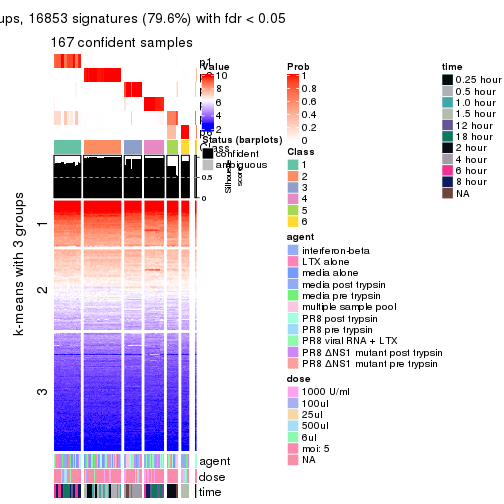 ups, 16853 signatures (79.6%) with fdr < 0.05
167 confident samples
p1
Value
10
8
6
4
2
Prob
1
0.8
0.6
0.4
0.2
0
time
0.25 hour
0.5 hour
1.0 hour
1.5 hour
12 hour
18 hour
2 hour
4 hour
6 hour
8 hour
NA
Class
Status (barplots)
confident
ambiguous
0.5
0
Silhouette
score
Class
1
2
3
4
5
6
k-means with 3 groups
1
2
3
agent
interferon-beta
LTX alone
media alone
media post trypsin
media pre trypsin
multiple sample pool
PR8 post trypsin
PR8 pre trypsin
PR8 viral RNA + LTX
PR8 ΔNS1 mutant post trypsin
PR8 ΔNS1 mutant pre trypsin
dose
1000 U/ml
100ul
25ul
520ul
6ul
moi: 5
NA
agent
dose
time